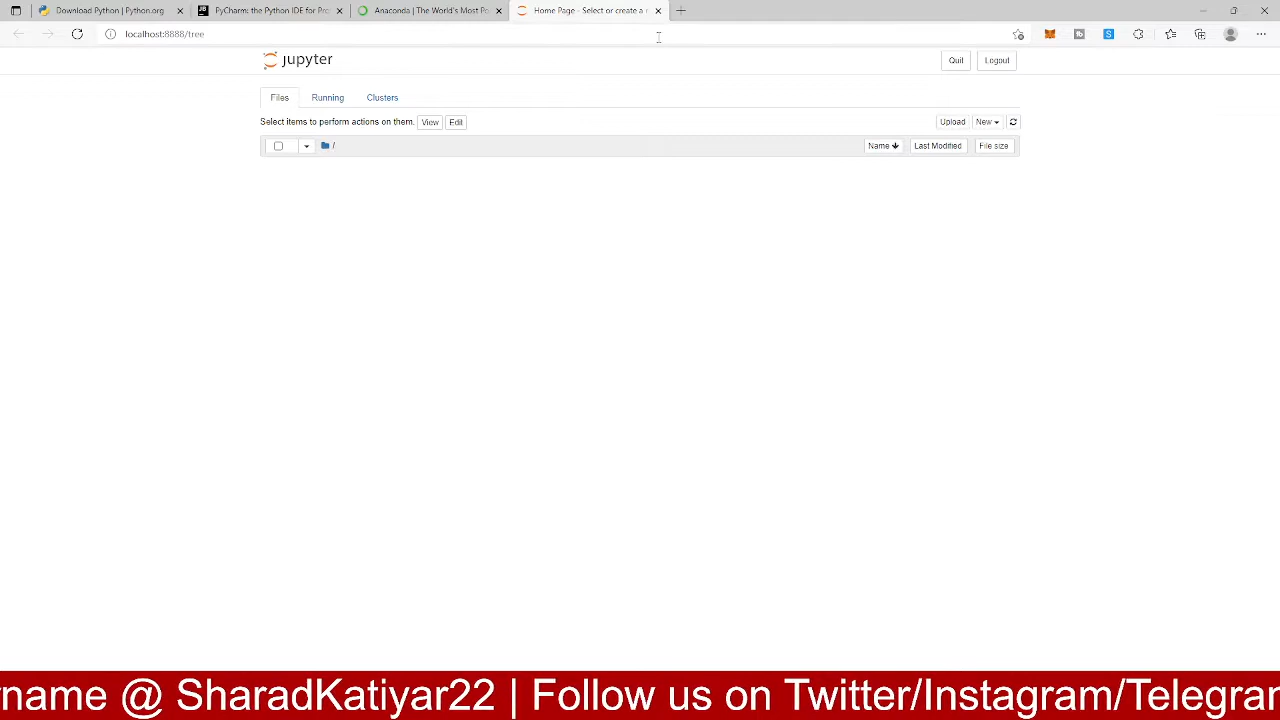 Download Python | Python.org
PyCharm: the Python IDE for Pro
Anaconda | The World's Most Po
Home Page - Select or create a n
localhost:8888/tree
jupyter
Quit
Logout
Files
Running
Clusters
Select items to perform actions on them.
View
Edit
Upload
New
/
Name
Last Modified
File size
name @ SharadKatiyar22 | Follow us on Twitter/Instagram/Telegram